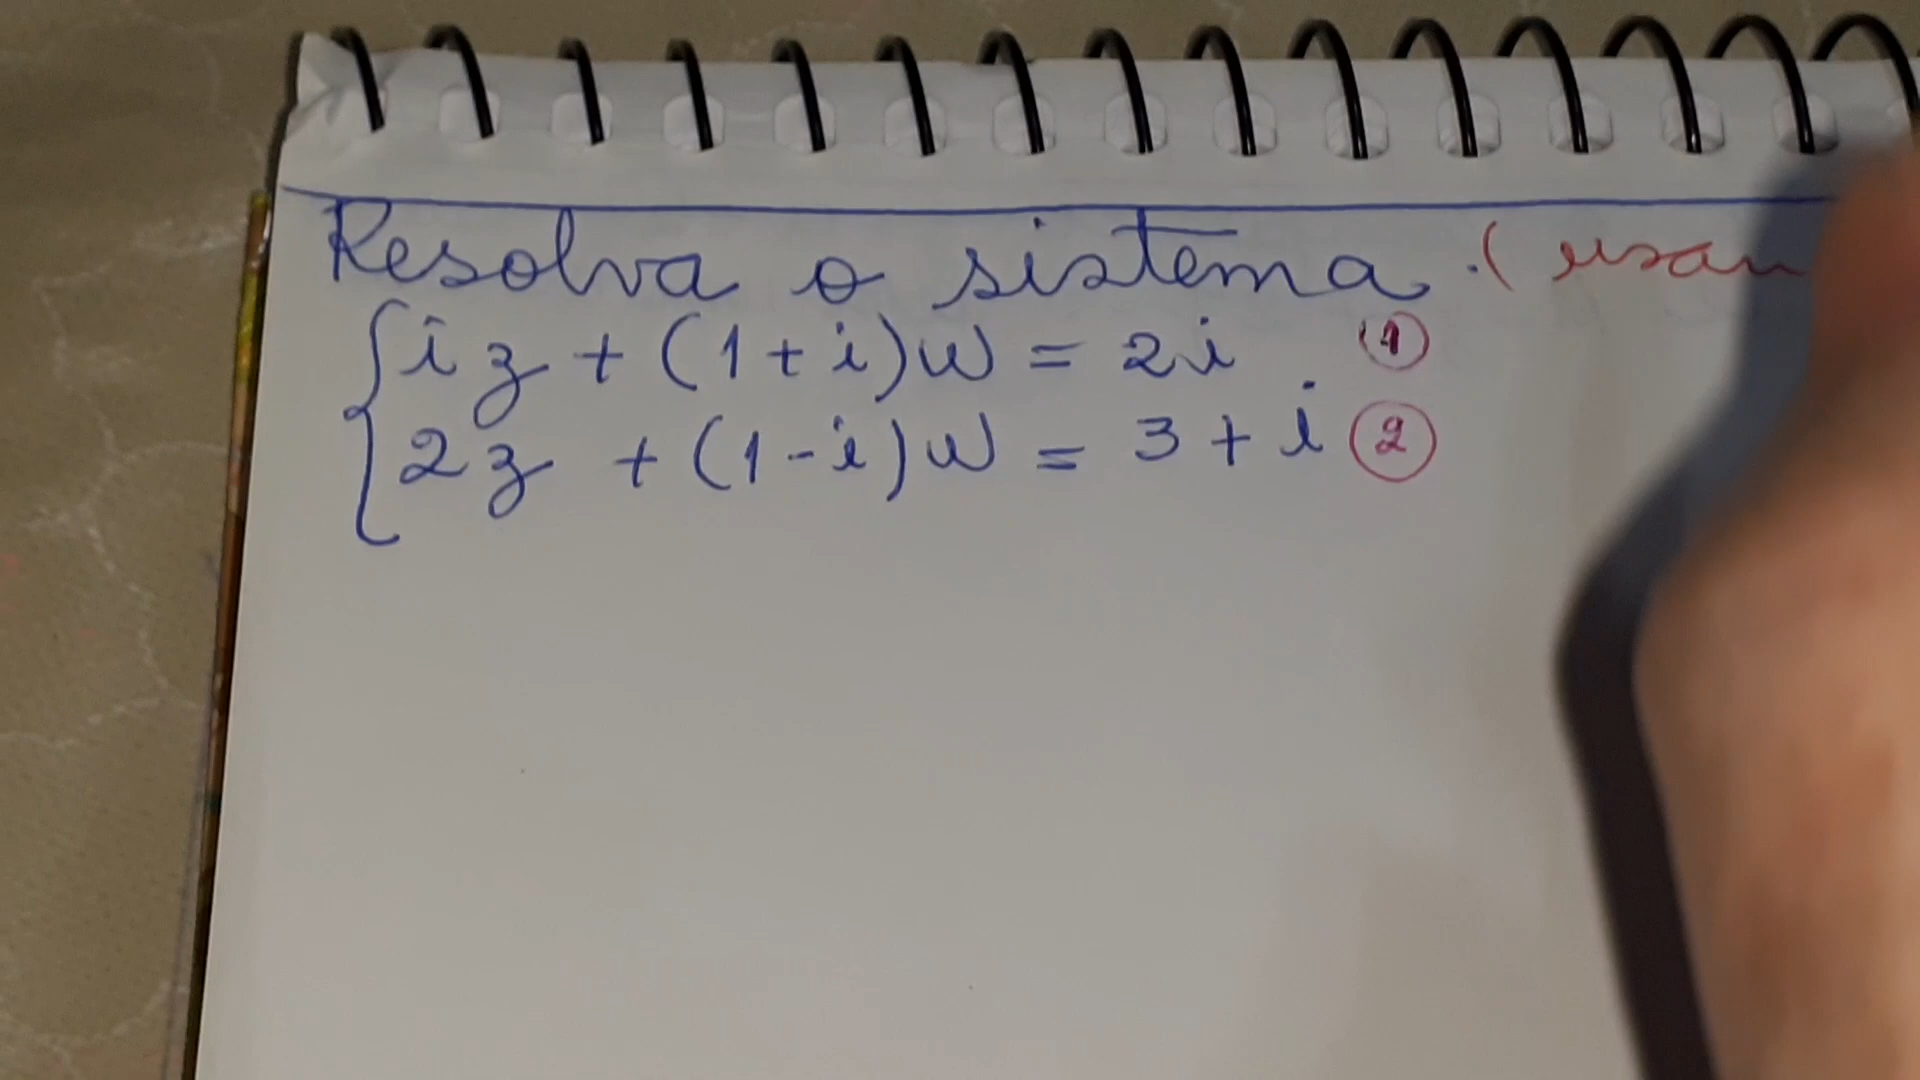 Resolva o sistema. (usan
iz + (1+i)w = 2i ①
2z + (1-i)w = 3+i ②